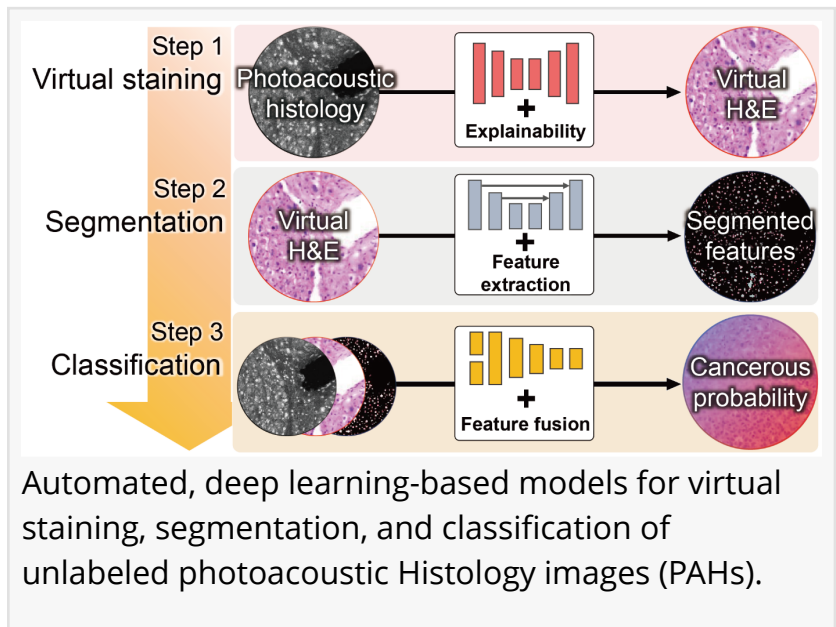 Step 1
Virtual staining
Photoacoustic
histology
+
Explainability
Virtual
H&E
Step 2
Segmentation
Virtual
H&E
+
Feature
extraction
Segmented
features
Step 3
Classification
+
Feature fusion
Cancerous
probability
Automated, deep learning-based models for virtual
staining, segmentation, and classification of
unlabeled photoacoustic Histology images (PAHs).